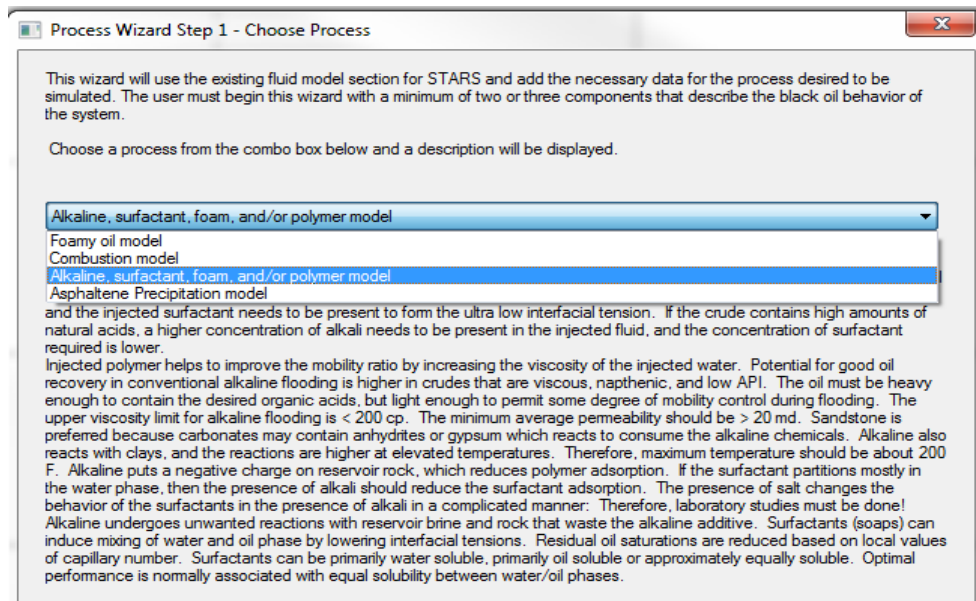 Process Wizard Step 1 - Choose Process
This wizard will use the existing fluid model section for STARS and add the necessary data for the process desired to be
simulated. The user must begin this wizard with a minimum of two or three components that describe the black oil behavior of
the system.
Choose a process from the combo box below and a description will be displayed.
Alkaline, surfactant, foam, and/or polymer model
Foamy oil model
Combustion model
Alkaline, surfactant, foam, and/or polymer model
Asphaltene Precipitation model
and the injected surfactant needs to be present to form the ultra low interfacial tension. If the crude contains high amounts of
natural acids, a higher concentration of alkali needs to be present in the injected fluid, and the concentration of surfactant
required is lower.
Injected polymer helps to improve the mobility ratio by increasing the viscosity of the injected water. Potential for good oil
recovery in conventional alkaline flooding is higher in crudes that are viscous, napthenic, and low API. The oil must be heavy
enough to contain the desired organic acids, but light enough to permit some degree of mobility control during flooding. The
upper viscosity limit for alkaline flooding is < 200 cp. The minimum average permeability should be > 20 md. Sandstone is
preferred because carbonates may contain anhydrites or gypsum which reacts to consume the alkaline chemicals. Alkaline also
reacts with clays, and the reactions are higher at elevated temperatures. Therefore, maximum temperature should be about 200
F. Alkaline puts a negative charge on reservoir rock, which reduces polymer adsorption. If the surfactant partitions mostly in
the water phase, then the presence of alkali should reduce the surfactant adsorption. The presence of salt changes the
behavior of the surfactants in the presence of alkali in a complicated manner: Therefore, laboratory studies must be done!
Alkaline undergoes unwanted reactions with reservoir brine and rock that waste the alkaline additive. Surfactants (soaps) can
induce mixing of water and oil phase by lowering interfacial tensions. Residual oil saturations are reduced based on local values
of capillary number. Surfactants can be primarily water soluble, primarily oil soluble or approximately equally soluble. Optimal
performance is normally associated with equal solubility between water/oil phases.